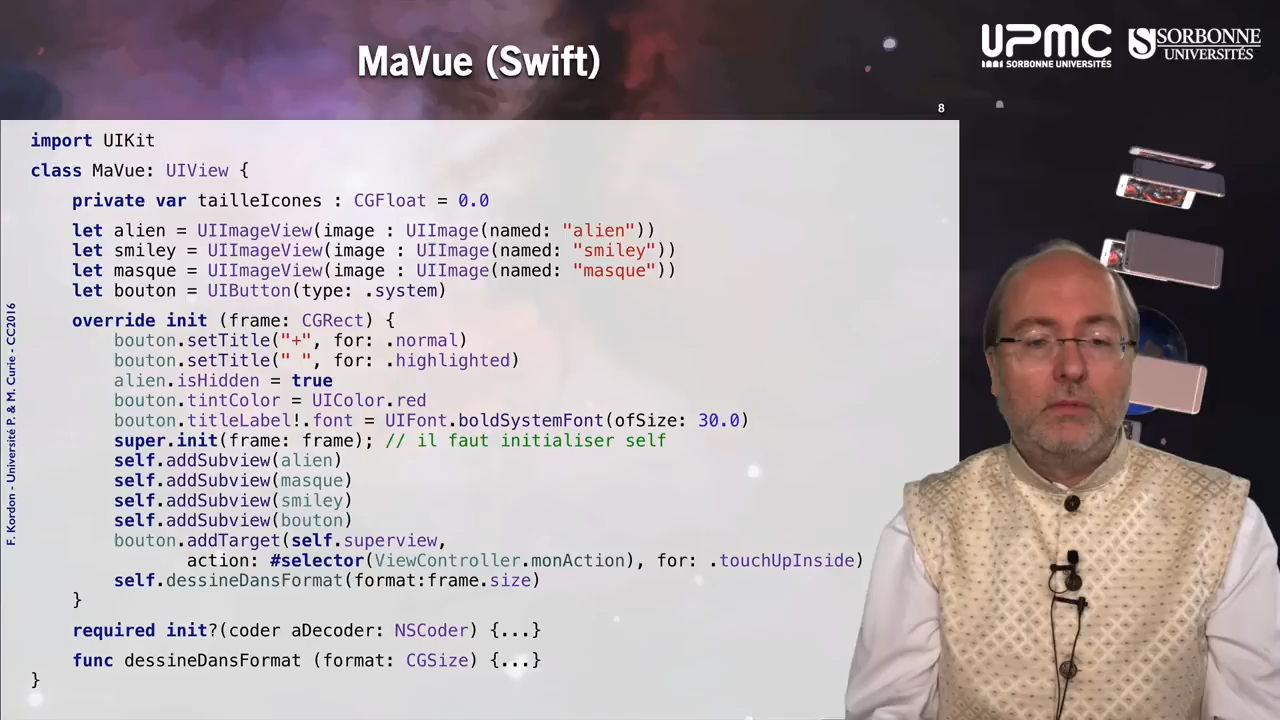 MaVue (Swift)
UPMC
SORBONNE UNIVERSITÉS
SORBONNE
UNIVERSITÉS
8
import UIKit
class MaVue: UIView {
private var tailleIcones : CGFloat = 0.0
let alien = UIImageView(image : UIImage(named: "alien"))
let smiley = UIImageView(image : UIImage(named: "smiley"))
let masque = UIImageView(image : UIImage(named: "masque"))
let bouton = UIButton(type: .system)
override init (frame: CGRect) {
bouton.setTitle("+", for: .normal)
bouton.setTitle(" ", for: .highlighted)
alien.isHidden = true
bouton.tintColor = UIColor.red
bouton.titleLabel!.font = UIFont.boldSystemFont(ofSize: 30.0)
super.init(frame: frame); // il faut initialiser self
self.addSubview(alien)
self.addSubview(masque)
self.addSubview(smiley)
self.addSubview(bouton)
bouton.addTarget(self.superview,
action: #selector(ViewController.monAction), for: .touchUpInside)
self.dessineDansFormat(format:frame.size)
}
required init?(coder aDecoder: NSCoder) {...}
func dessineDansFormat (format: CGSize) {...}
}
F. Kordon - Université P. & M. Curie - CC2016